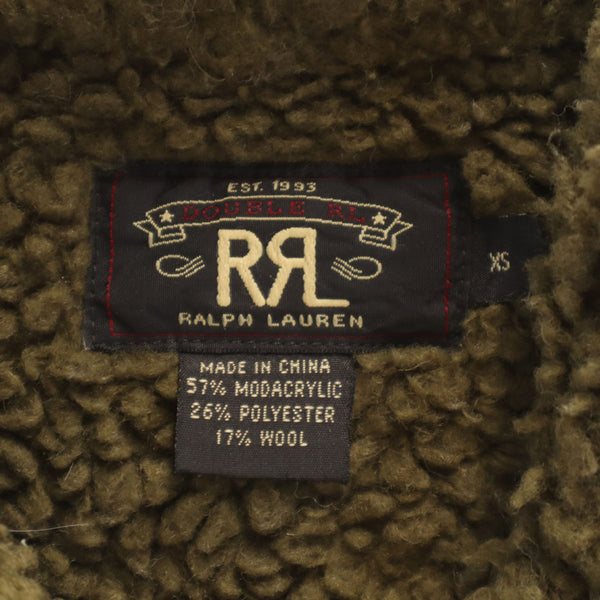 EST. 1993
DOUBLE RL
RRL
RALPH LAUREN
XS
MADE IN CHINA
57% MODACRYLIC
26% POLYESTER
17% WOOL